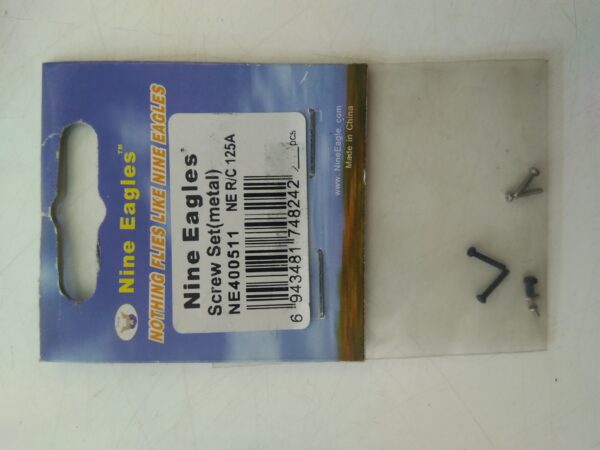 Nine Eagles™
NOTHING FLIES LIKE NINE EAGLES
Nine Eagles
Screw Set(metal)
NE400511 NE R/C 125A
6 943481 748242
pcs
www.NineEagle.com
Made in China